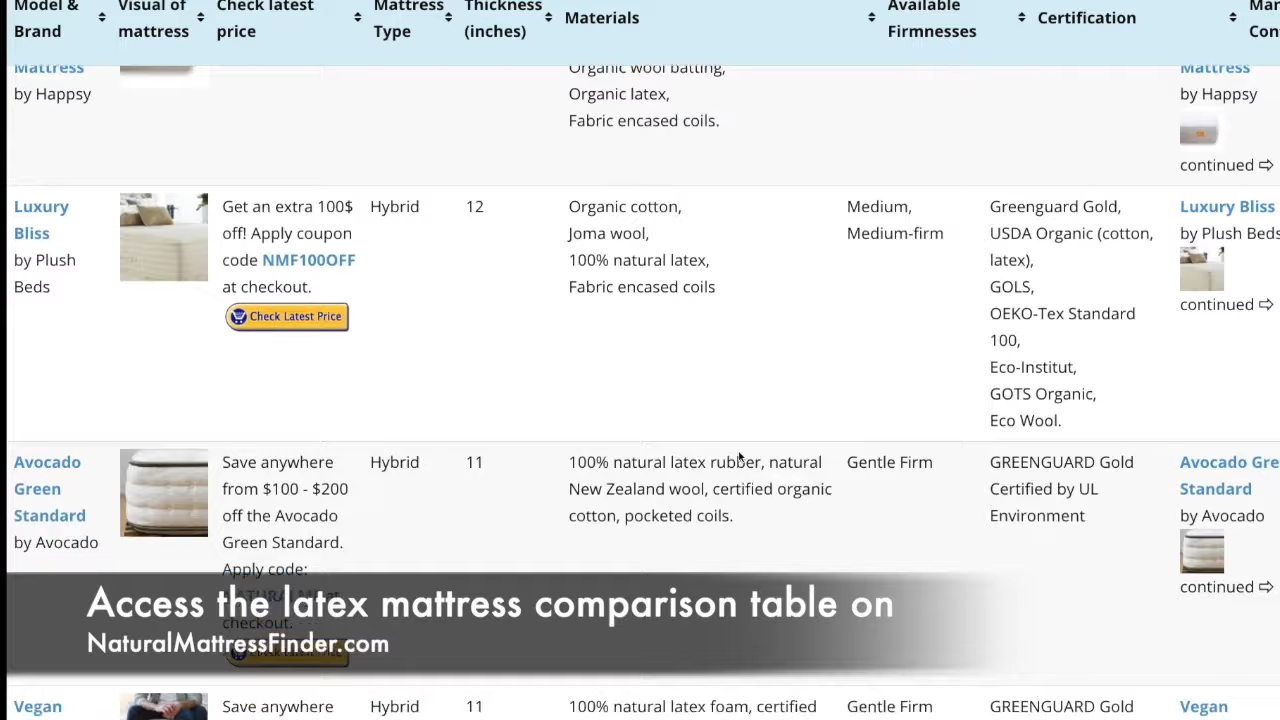 Model &
Brand
Visual of
mattress
Check latest
price
Mattress
Type
Thickness
(inches)
Materials
Available
Firmnesses
Certification
Man
Con
Mattress
by Happsy
Organic wool batting,
Organic latex,
Fabric encased coils.
Mattress
by Happsy
continued ⇨
Luxury
Bliss
by Plush
Beds
Get an extra 100$
off! Apply coupon
code NMF100OFF
at checkout.
Check Latest Price
Hybrid
12
Organic cotton,
Joma wool,
100% natural latex,
Fabric encased coils
Medium,
Medium-firm
Greenguard Gold,
USDA Organic (cotton,
latex),
GOLS,
OEKO-Tex Standard
100,
Eco-Institut,
GOTS Organic,
Eco Wool.
Luxury Bliss
by Plush Beds
continued ⇨
Avocado
Green
Standard
by Avocado
Save anywhere
from $100 - $200
off the Avocado
Green Standard.
Apply code:
checkout.
Check Latest Price
Hybrid
11
100% natural latex rubber, natural
New Zealand wool, certified organic
cotton, pocketed coils.
Gentle Firm
GREENGUARD Gold
Certified by UL
Environment
Avocado Gre
Standard
by Avocado
continued ⇨
Access the latex mattress comparison table on
NaturalMattressFinder.com
Vegan
Save anywhere
Hybrid
11
100% natural latex foam, certified
Gentle Firm
GREENGUARD Gold
Vegan